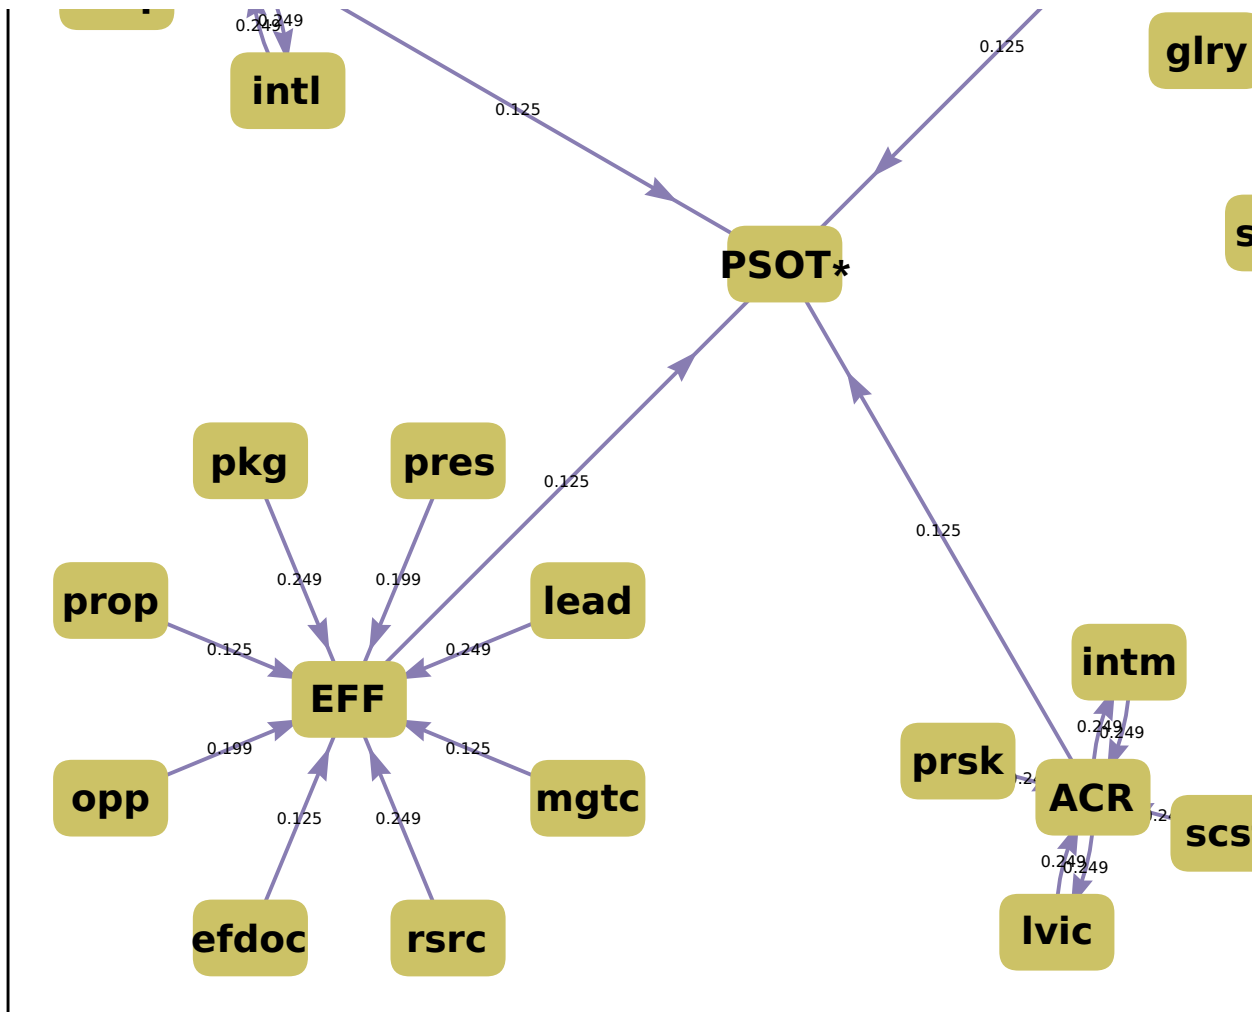 0.249
0.249
0.125
glry
intl
0.125
PSOT*
0.125
0.125
pkg
pres
0.249
0.199
prop
lead
0.125
0.249
EFF
intm
0.249
0.249
prsk
opp
0.199
0.125
mgtc
ACR
0.125
0.249
scs
0.249
0.249
efdoc
rsrc
lvic